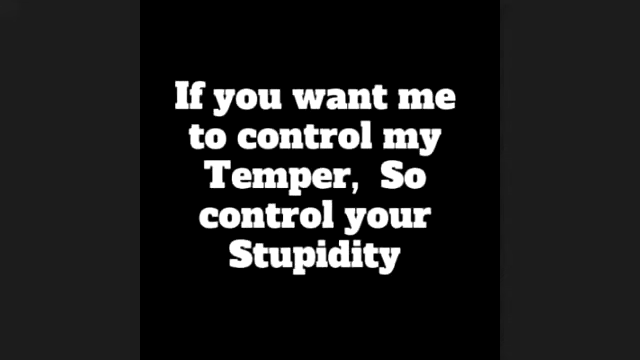 If you want me
to control my
Temper,  So
control your
Stupidity